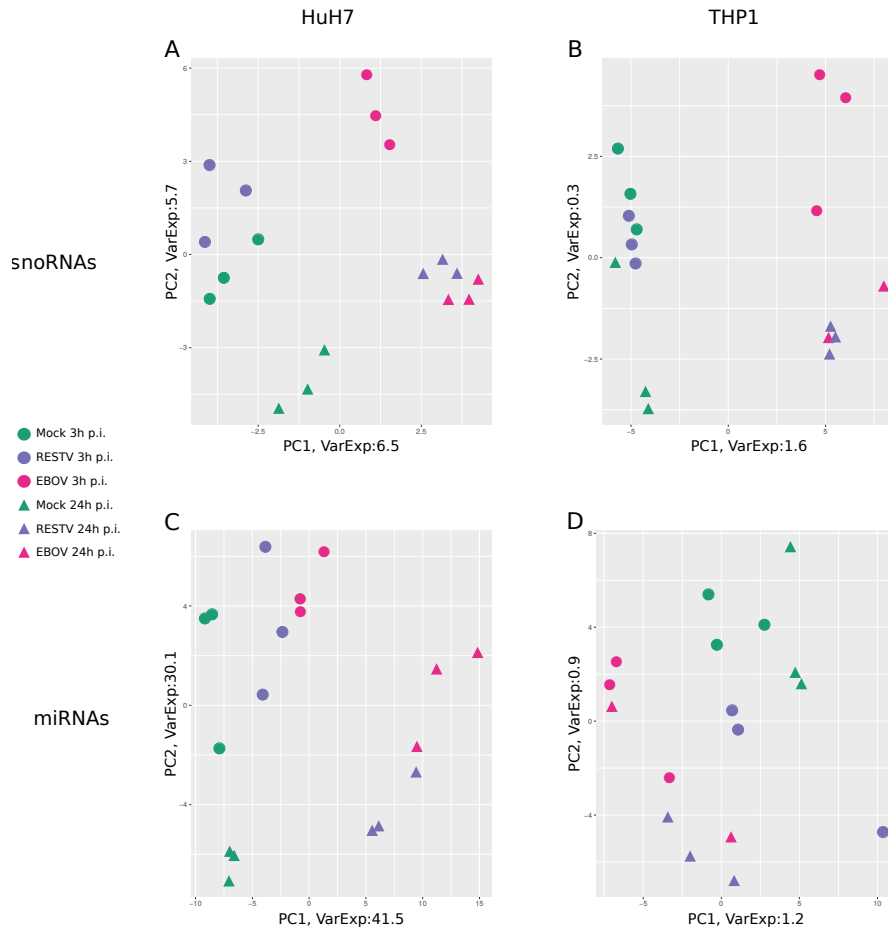 HuH7
THP1
A
B
snoRNAs
6
3
0
−3
PC2, VarExp:5.7
−2.5
0.0
2.5
PC1, VarExp:6.5
2.5
0.0
−2.5
PC2, VarExp:0.3
−5
0
5
PC1, VarExp:1.6
Mock 3h p.i.
RESTV 3h p.i.
EBOV 3h p.i.
Mock 24h p.i.
RESTV 24h p.i.
EBOV 24h p.i.
C
D
miRNAs
4
0
−4
PC2, VarExp:30.1
−10
−5
0
5
10
15
PC1, VarExp:41.5
8
4
0
−4
PC2, VarExp:0.9
−5
0
5
10
PC1, VarExp:1.2